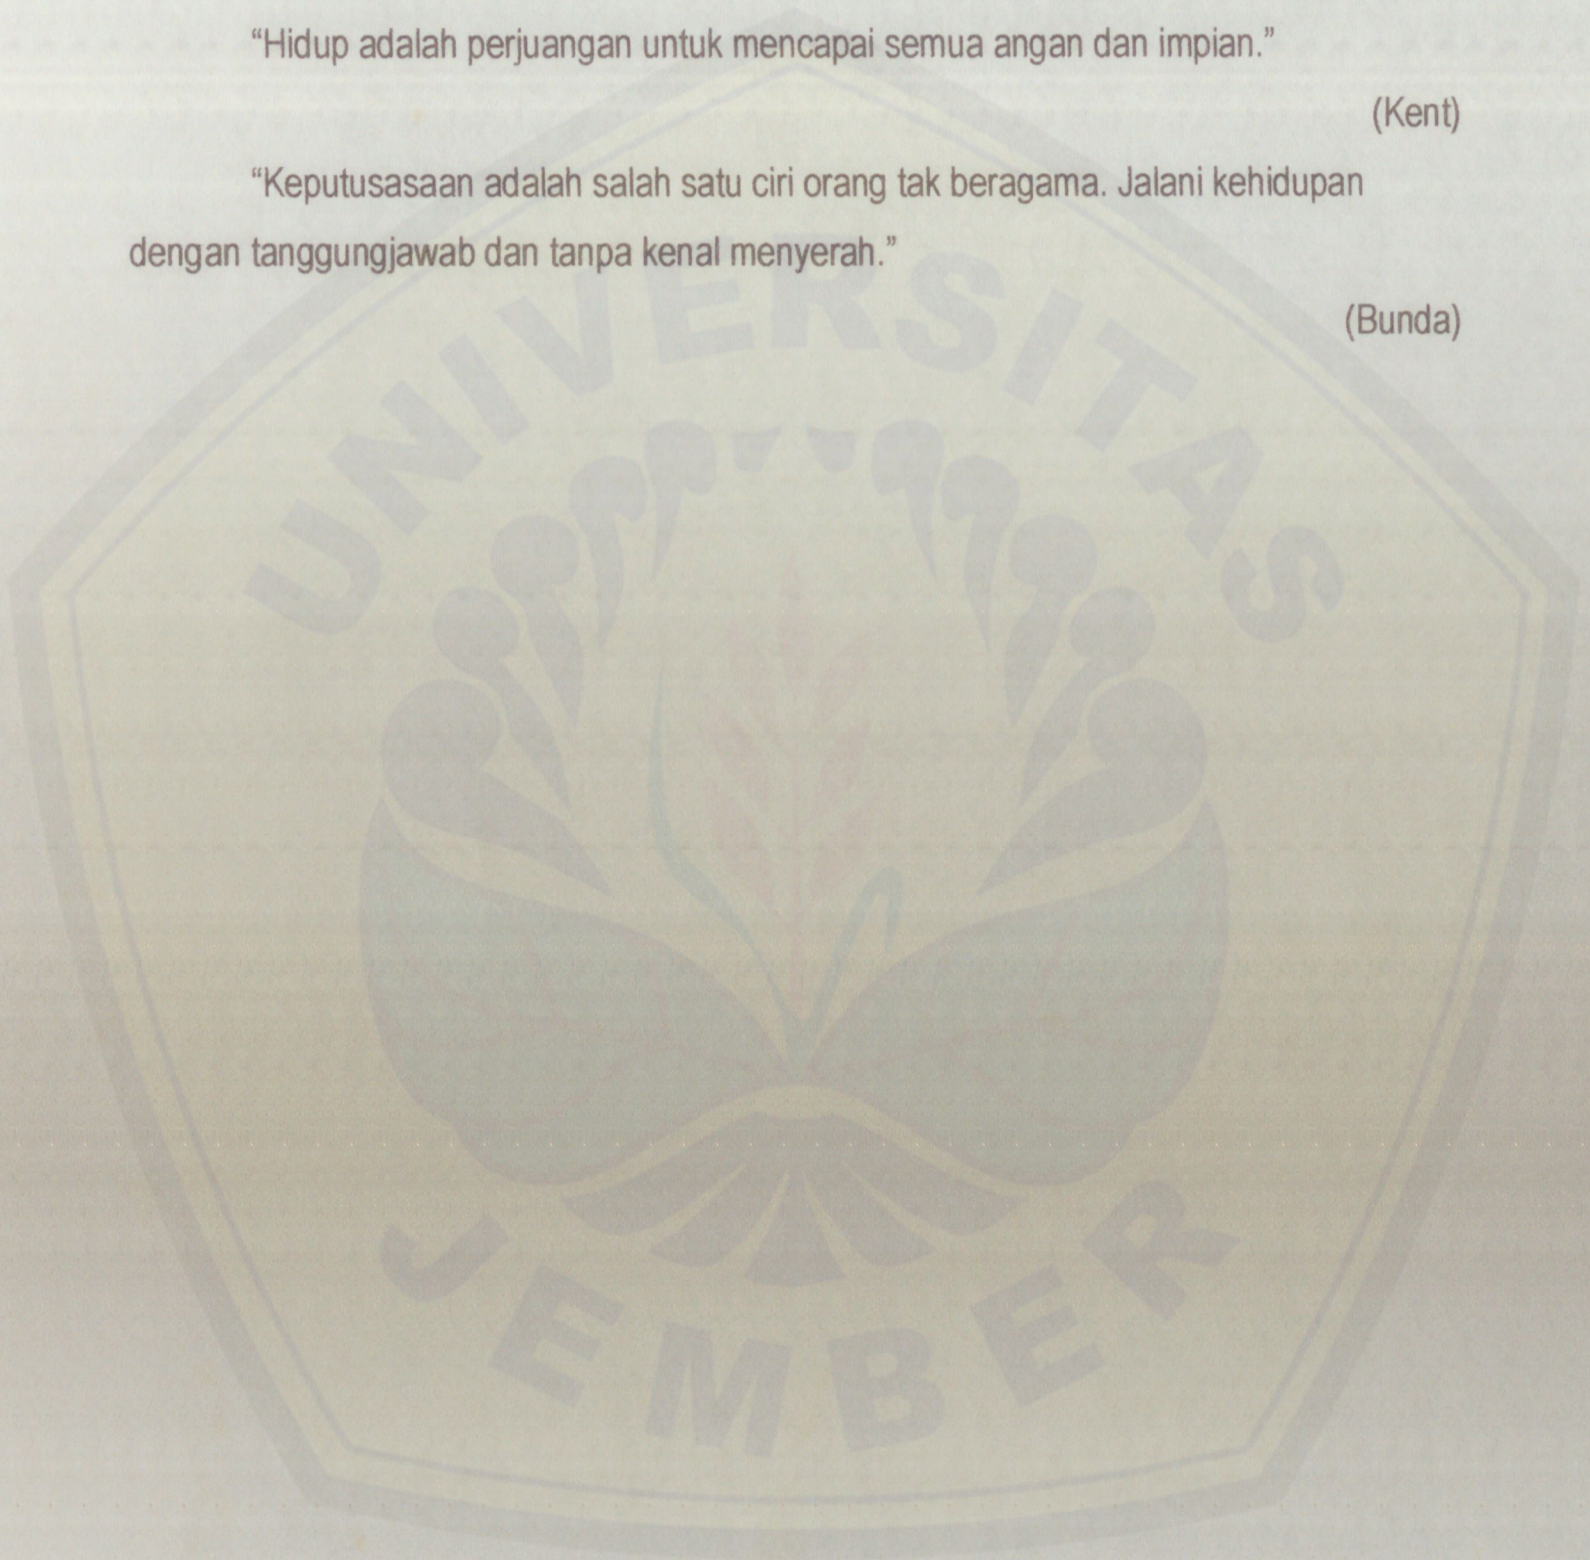 “Hidup adalah perjuangan untuk mencapai semua angan dan impian.”
(Kent)
“Keputusasaan adalah salah satu ciri orang tak beragama. Jalani kehidupan
dengan tanggungjawab dan tanpa kenal menyerah.”
(Bunda)
UNIVERSITAS
JEMBER